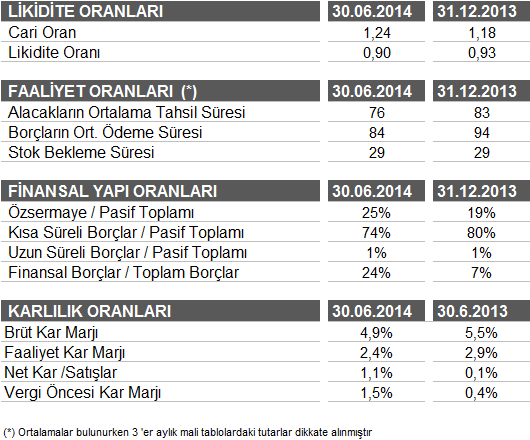 LİKİDİTE ORANLARI 30.06.2014 31.12.2013
Cari Oran 1,24 1,18
Likidite Oranı 0,90 0,93
FAALİYET ORANLARI (*) 30.06.2014 31.12.2013
Alacakların Ortalama Tahsil Süresi 76 83
Borçların Ort. Ödeme Süresi 84 94
Stok Bekleme Süresi 29 29
FİNANSAL YAPI ORANLARI 30.06.2014 31.12.2013
Özsermaye / Pasif Toplamı 25% 19%
Kısa Süreli Borçlar / Pasif Toplamı 74% 80%
Uzun Süreli Borçlar / Pasif Toplamı 1% 1%
Finansal Borçlar / Toplam Borçlar 24% 7%
KARLILIK ORANLARI 30.06.2014 30.6.2013
Brüt Kar Marjı 4,9% 5,5%
Faaliyet Kar Marjı 2,4% 2,9%
Net Kar /Satışlar 1,1% 0,1%
Vergi Öncesi Kar Marjı 1,5% 0,4%
(*) Ortalamalar bulunurken 3 'er aylık mali tablolardaki tutarlar dikkate alınmıştır